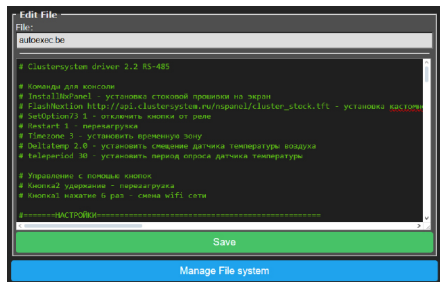 Edit File
File:
autoexec.be
# Clustersystem driver 2.2 RS-485
# Команды для консоли
# InstallNxPanel - установка стоковой прошивки на экран
# FlashNextion http://api.clustersystem.ru/nspanel/cluster_stock.tft - установка кастомн
# SetOption73 1 - отключить кнопки от реле
# Restart 1 - перезагрузка
# Timezone 3 - установить временную зону
# Deltatemp 2.0 - установить смещение датчика температуры воздуха
# teleperiod 30 - установить период опроса датчика температуры
# Управление с помощью кнопок
# Кнопка2 удержание - перезагрузка
# Кнопка1 нажатие 6 раз - смена wifi сети
#=======НАСТРОЙКИ=============================================
Save
Manage File system